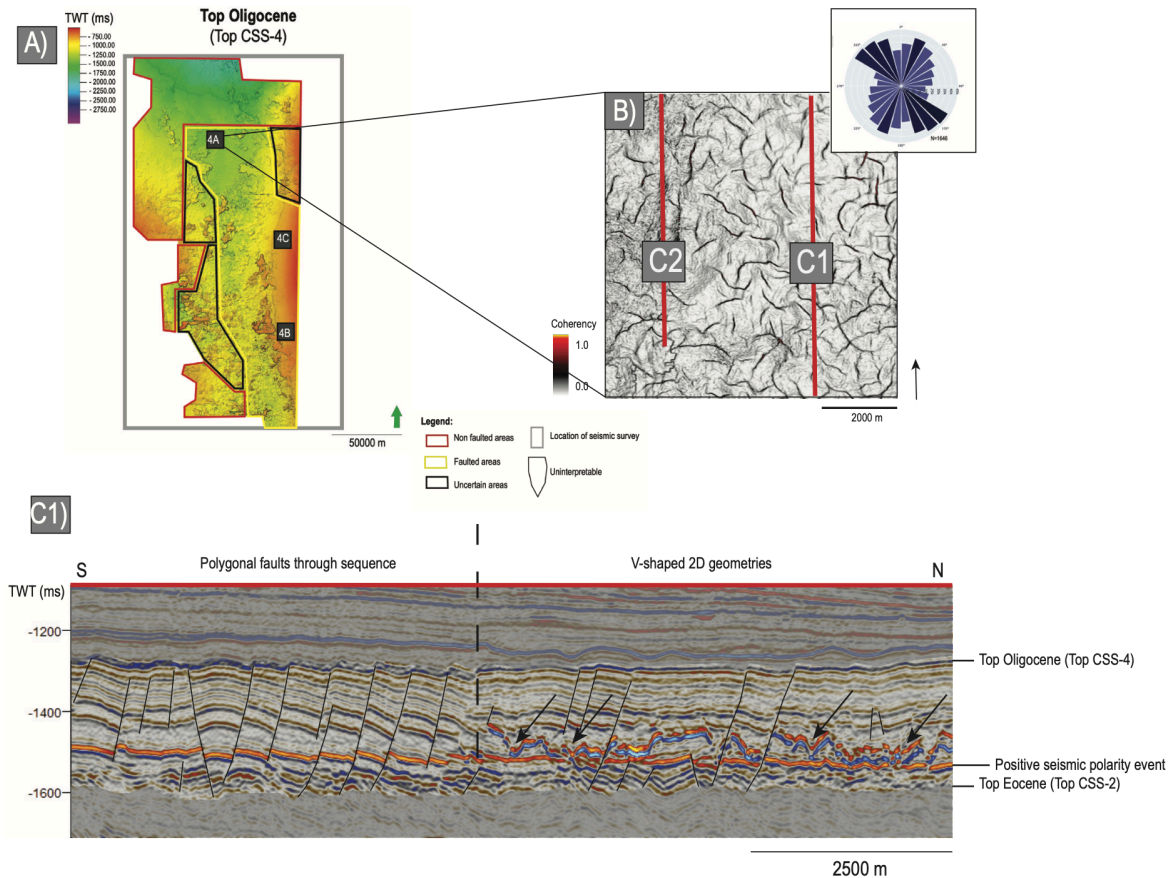 A)
TWT (ms)
- 750.00
- 1000.00
- 1250.00
- 1500.00
- 1750.00
- 2000.00
- 2250.00
- 2500.00
- 2750.00
Top Oligocene
(Top CSS-4)
4A
4C
4B
50000 m
B)
C2
C1
N=1646
Coherency
1.0
0.0
2000 m
Legend:
Non faulted areas
Faulted areas
Uncertain areas
Location of seismic survey
Uninterpretable
C1)
Polygonal faults through sequence
V-shaped 2D geometries
S
N
TWT (ms)
-1200
-1400
-1600
Top Oligocene (Top CSS-4)
Positive seismic polarity event
Top Eocene (Top CSS-2)
2500 m